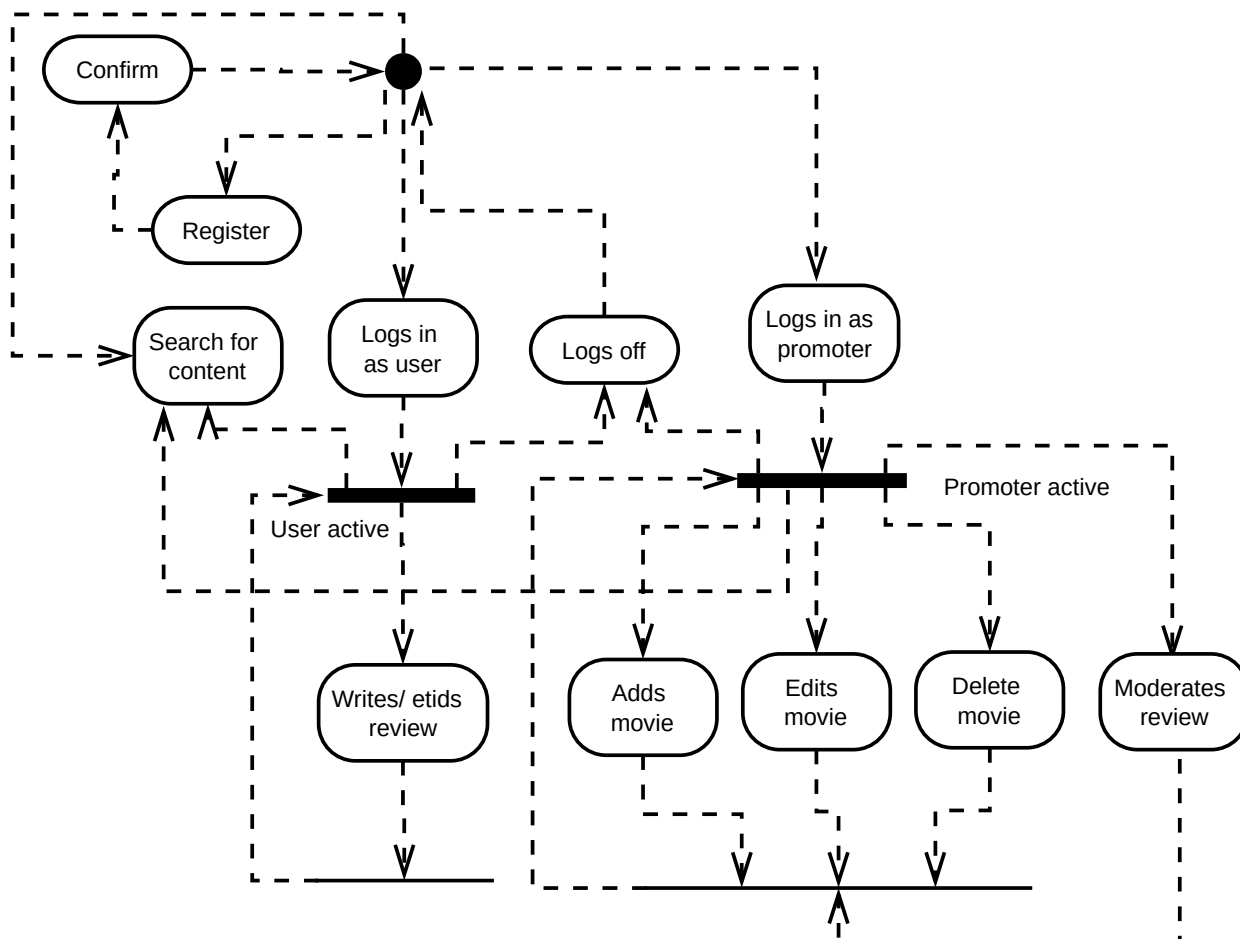 Confirm
Register
Search for
content
Logs in
as user
Logs off
Logs in as
promoter
User active
Promoter active
Writes/ etids
review
Adds
movie
Edits
movie
Delete
movie
Moderates
review